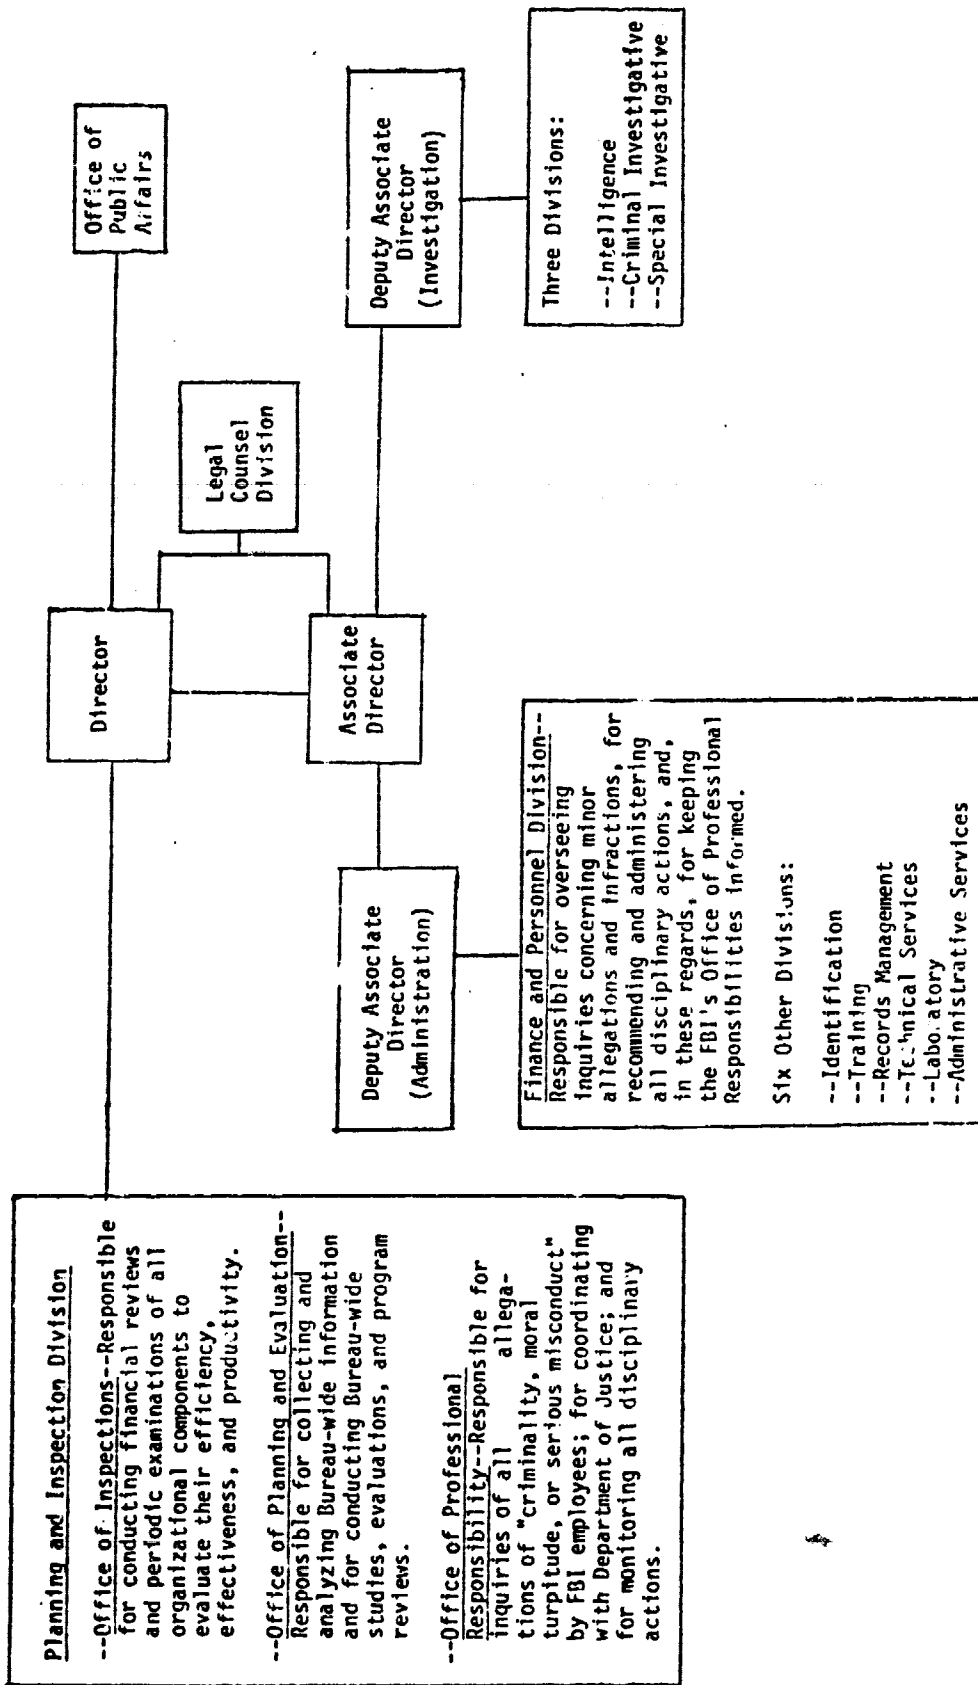 Office of
Public
Affairs
Director
Legal
Counsel
Division
Associate
Director
Deputy Associate
Director
(Administration)
Deputy Associate
Director
(Investigation)
Planning and Inspection Division
--Office of Inspections--Responsible
for conducting financial reviews
and periodic examinations of all
organizational components to
evaluate their efficiency,
effectiveness, and productivity.
--Office of Planning and Evaluation--
Responsible for collecting and
analyzing Bureau-wide information
and for conducting Bureau-wide
studies, evaluations, and program
reviews.
--Office of Professional
Responsibility--Responsible for
inquiries of all allega-
tions of "criminality, moral
turpitude, or serious misconduct"
by FBI employees; for coordinating
with Department of Justice; and
for monitoring all disciplinary
actions.
Finance and Personnel Division--
Responsible for overseeing
inquiries concerning minor
allegations and infractions, for
recommending and administering
all disciplinary actions, and,
in these regards, for keeping
the FBI's Office of Professional
Responsibilities informed.
Six Other Divisions:
--Identification
--Training
--Records Management
--Technical Services
--Laboratory
--Administrative Services
Three Divisions:
--Intelligence
--Criminal Investigative
--Special Investigative